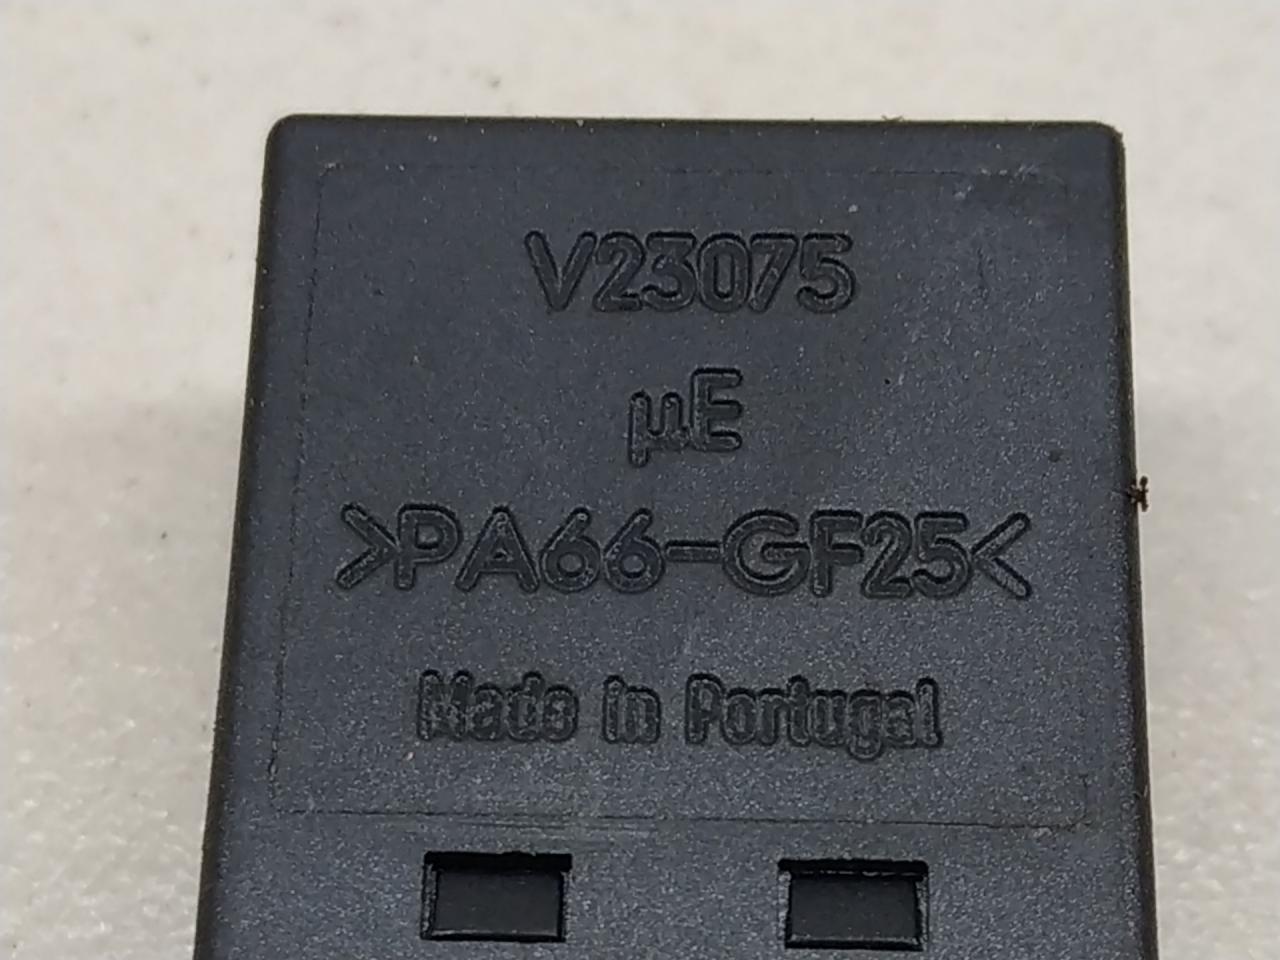 V23075
µE
>PA66-GF25<
Made in Portugal